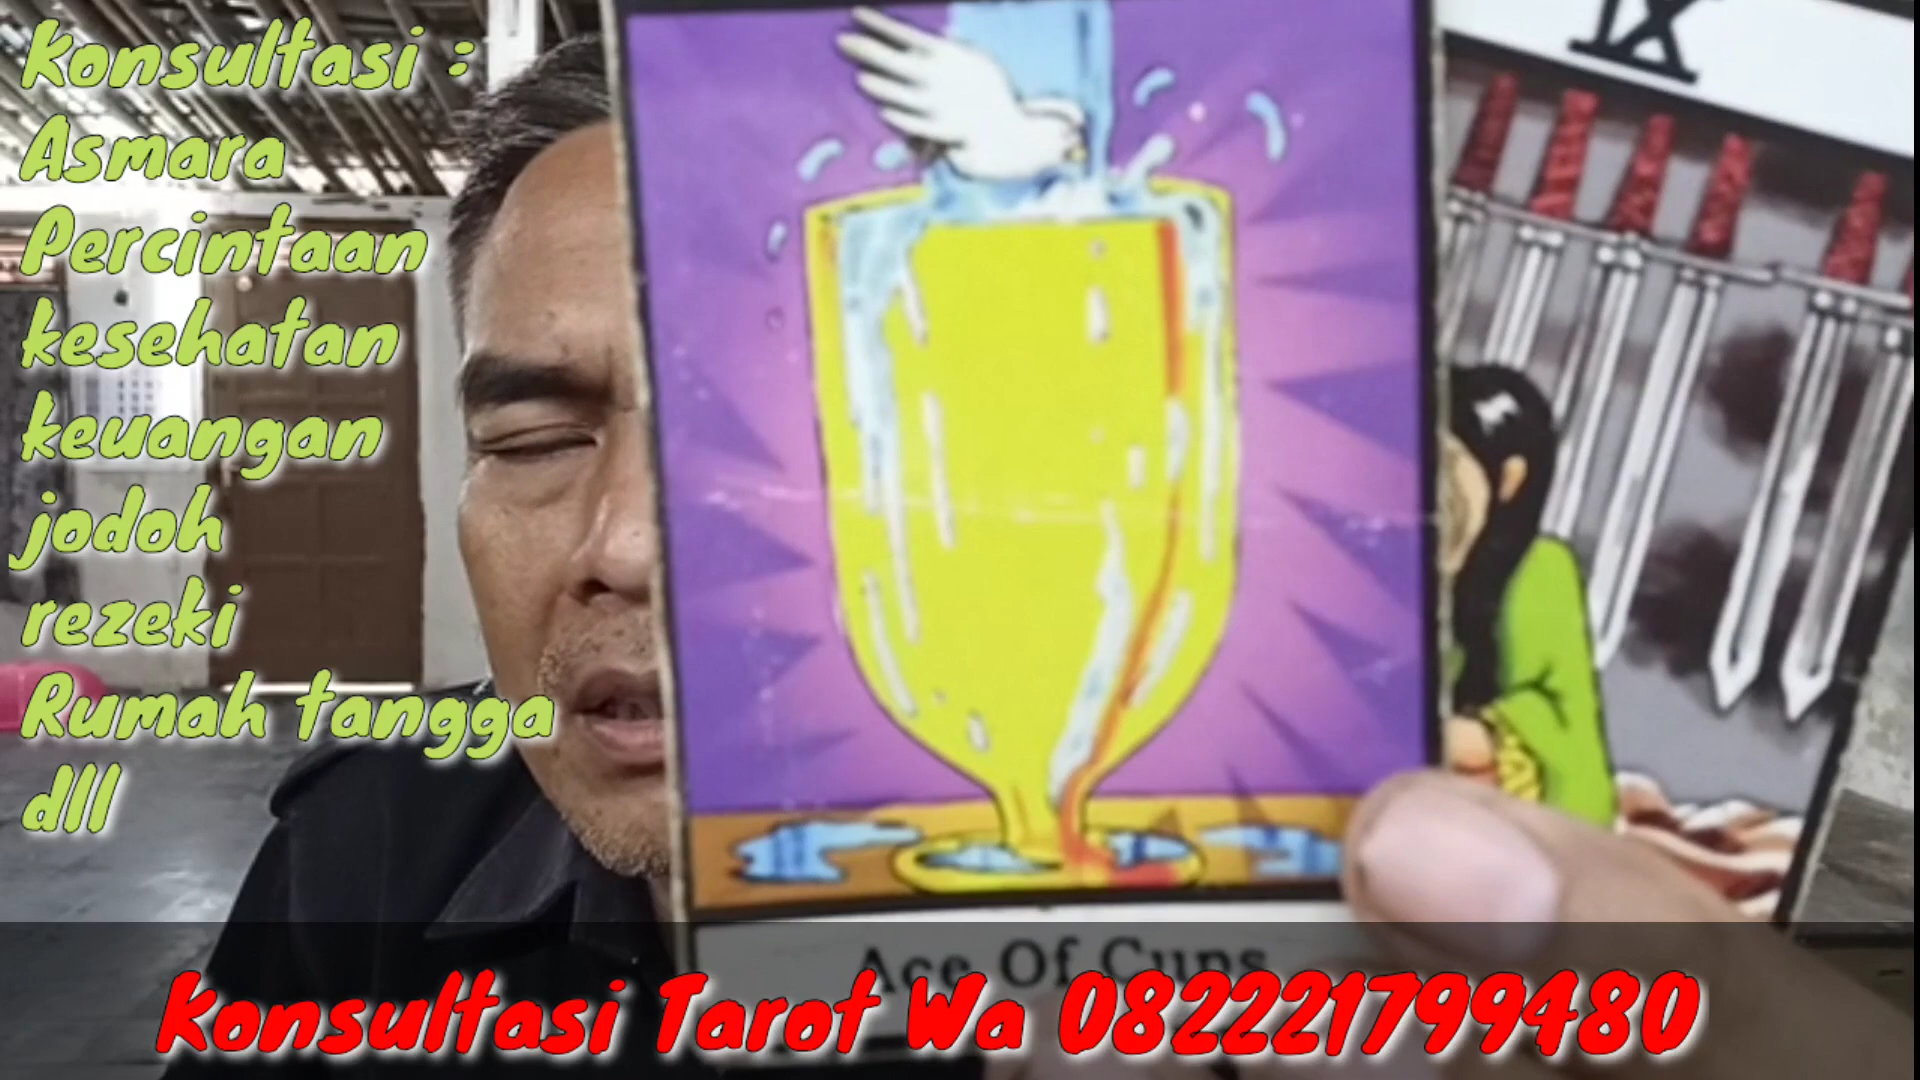 Konsultasi :
Asmara
Percintaan
kesehatan
keuangan
jodoh
rezeki
Rumah tangga
dll
IX
Ace Of Cups
Konsultasi Tarot Wa 082221799480